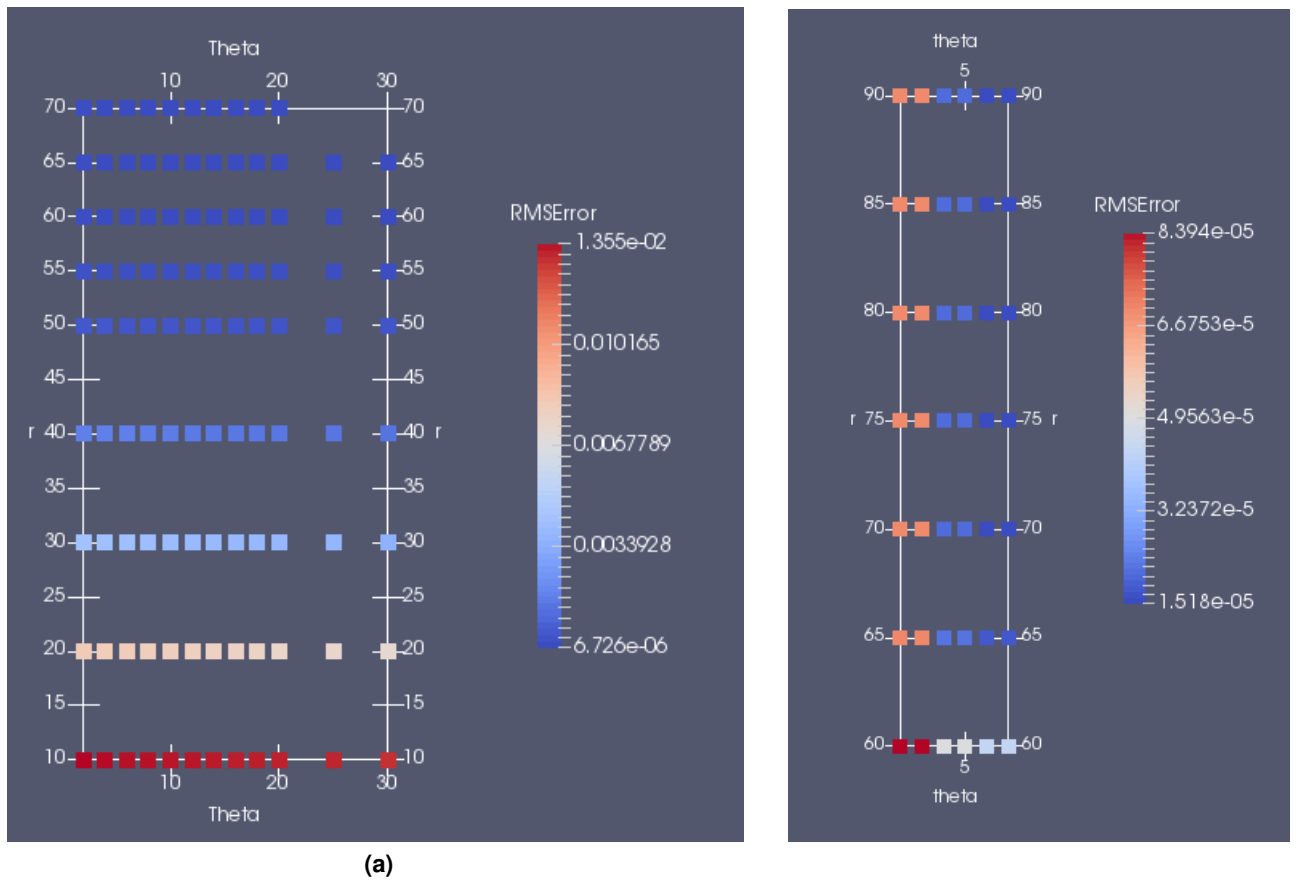 Theta
10 20 30
70 70
65 65
60 60
55 55
50 50
45 45
r 40 40 r
35 35
30 30
25 25
20 20
15 15
10 10
10 20 30
Theta
RMSError
1.355e-02
0.010165
0.0067789
0.0033928
6.726e-06
(a)
theta
5
90 90
85 85
80 80
r 75 75 r
70 70
65 65
60 60
5
theta
RMSError
8.394e-05
6.6753e-5
4.9563e-5
3.2372e-5
1.518e-05